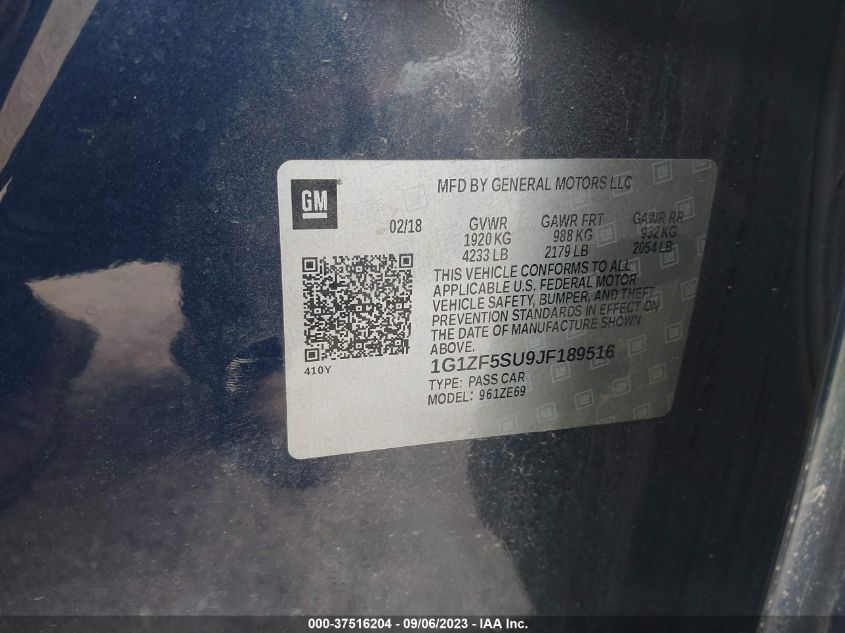 GM
MFD BY GENERAL MOTORS LLC
02/18 GVWR GAWR FRT GAWR RR
1920 KG 988 KG 932 KG
4233 LB 2179 LB 2054 LB
THIS VEHICLE CONFORMS TO ALL
APPLICABLE U.S. FEDERAL MOTOR
VEHICLE SAFETY, BUMPER, AND THEFT
PREVENTION STANDARDS IN EFFECT ON
THE DATE OF MANUFACTURE SHOWN
ABOVE.
410Y
1G1ZF5SU9JF189516
TYPE: PASS CAR
MODEL: 961ZE69
000-37516204 - 09/06/2023 - IAA Inc.